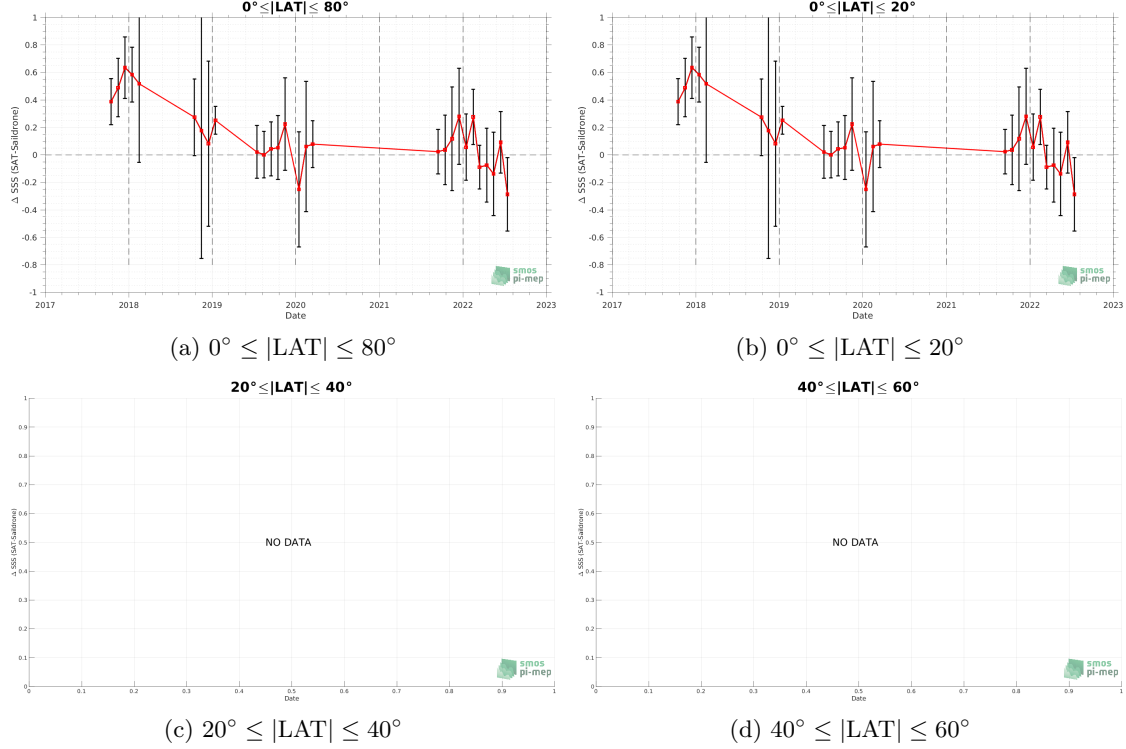 0°≤|LAT|≤ 80°
1
0.8
0.6
0.4
0.2
0
-0.2
-0.4
-0.6
-0.8
-1
Δ SSS (SAT-Saildrone)
2017 2018 2019 2020 2021 2022 2023
Date
smos
pi-mep
(a) 0° ≤ |LAT| ≤ 80°
0°≤|LAT|≤ 20°
1
0.8
0.6
0.4
0.2
0
-0.2
-0.4
-0.6
-0.8
-1
Δ SSS (SAT-Saildrone)
2017 2018 2019 2020 2021 2022 2023
Date
smos
pi-mep
(b) 0° ≤ |LAT| ≤ 20°
20°≤|LAT|≤ 40°
1
0.9
0.8
0.7
0.6
0.5
0.4
0.3
0.2
0.1
0
Δ SSS (SAT-Saildrone)
NO DATA
0 0.1 0.2 0.3 0.4 0.5 0.6 0.7 0.8 0.9 1
Date
smos
pi-mep
(c) 20° ≤ |LAT| ≤ 40°
40°≤|LAT|≤ 60°
1
0.9
0.8
0.7
0.6
0.5
0.4
0.3
0.2
0.1
0
Δ SSS (SAT-Saildrone)
NO DATA
0 0.1 0.2 0.3 0.4 0.5 0.6 0.7 0.8 0.9 1
Date
smos
pi-mep
(d) 40° ≤ |LAT| ≤ 60°